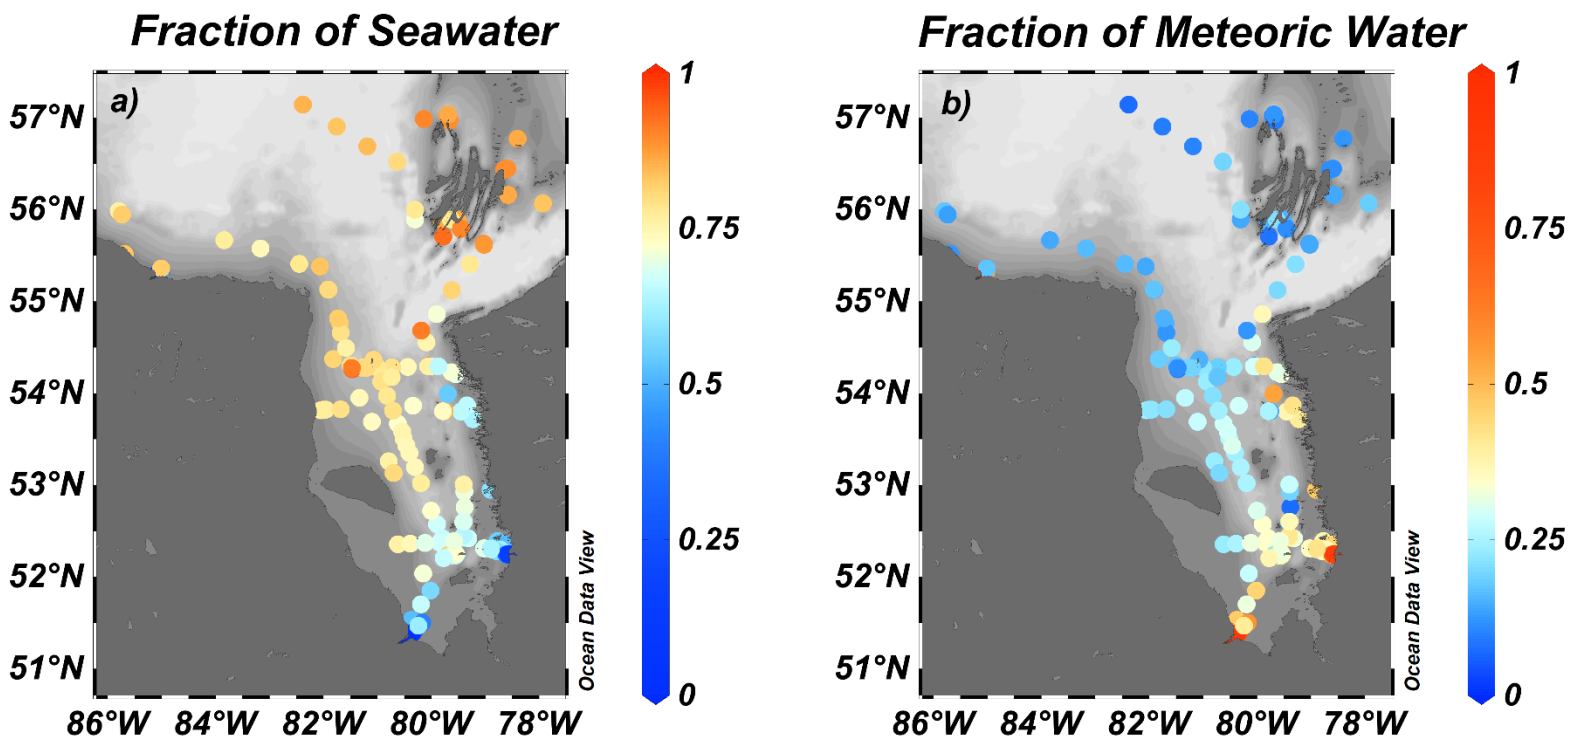 Fraction of Seawater
a)
57°N
56°N
55°N
54°N
53°N
52°N
51°N
86°W 84°W 82°W 80°W 78°W
Ocean Data View
1
0.75
0.5
0.25
0
Fraction of Meteoric Water
b)
57°N
56°N
55°N
54°N
53°N
52°N
51°N
86°W 84°W 82°W 80°W 78°W
Ocean Data View
1
0.75
0.5
0.25
0